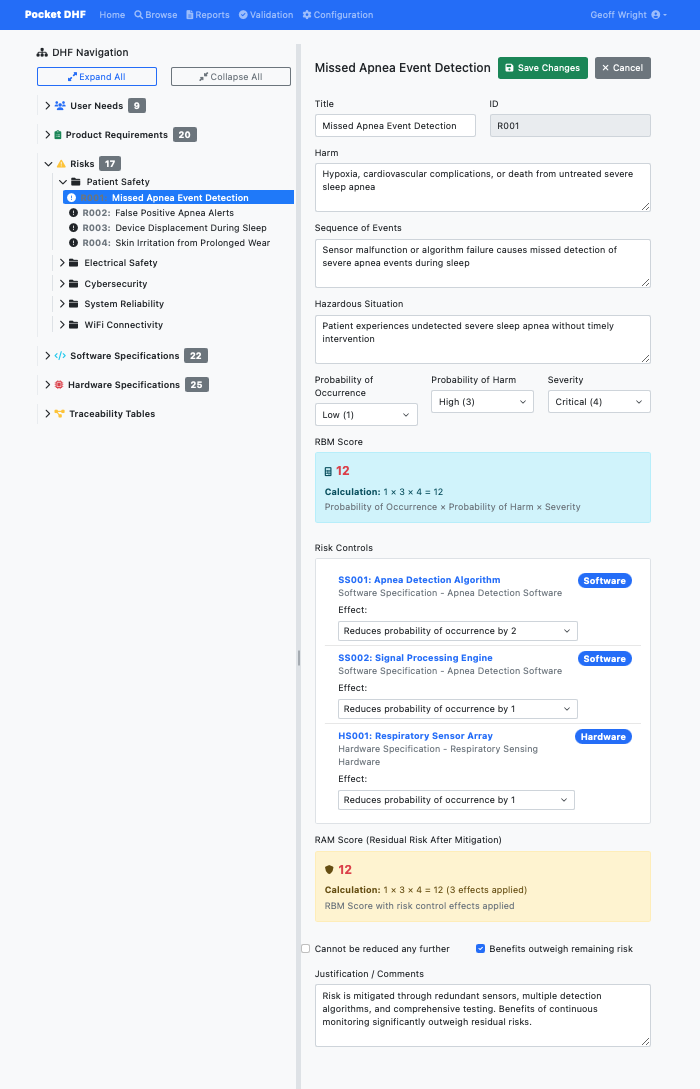 Pocket DHF Home Browse Reports Validation Configuration Geoff Wright
DHF Navigation
Expand All Collapse All
User Needs 9
Product Requirements 20
Risks 17
Patient Safety
R001: Missed Apnea Event Detection
R002: False Positive Apnea Alerts
R003: Device Displacement During Sleep
R004: Skin Irritation from Prolonged Wear
Electrical Safety
Cybersecurity
System Reliability
WiFi Connectivity
Software Specifications 22
Hardware Specifications 25
Traceability Tables
Missed Apnea Event Detection Save Changes Cancel
Title ID
Missed Apnea Event Detection R001
Harm
Hypoxia, cardiovascular complications, or death from untreated severe
sleep apnea
Sequence of Events
Sensor malfunction or algorithm failure causes missed detection of
severe apnea events during sleep
Hazardous Situation
Patient experiences undetected severe sleep apnea without timely
intervention
Probability of
Occurrence
Low (1)
Probability of Harm
High (3)
Severity
Critical (4)
RBM Score
12
Calculation: 1 × 3 × 4 = 12
Probability of Occurrence × Probability of Harm × Severity
Risk Controls
SS001: Apnea Detection Algorithm Software
Software Specification - Apnea Detection Software
Effect:
Reduces probability of occurrence by 2
SS002: Signal Processing Engine Software
Software Specification - Apnea Detection Software
Effect:
Reduces probability of occurrence by 1
HS001: Respiratory Sensor Array Hardware
Hardware Specification - Respiratory Sensing
Hardware
Effect:
Reduces probability of occurrence by 1
RAM Score (Residual Risk After Mitigation)
12
Calculation: 1 × 3 × 4 = 12 (3 effects applied)
RBM Score with risk control effects applied
Cannot be reduced any further Benefits outweigh remaining risk
Justification / Comments
Risk is mitigated through redundant sensors, multiple detection
algorithms, and comprehensive testing. Benefits of continuous
monitoring significantly outweigh residual risks.